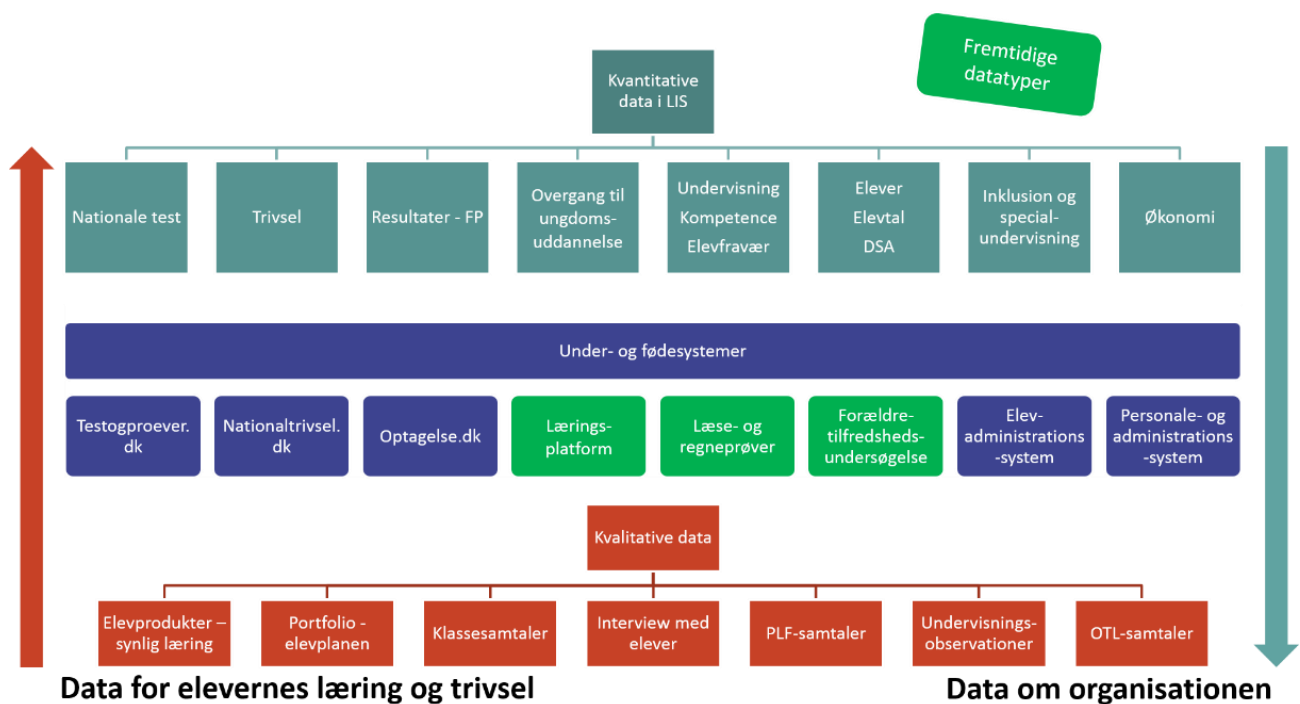 Fremtidige
datatyper
Kvantitative
data i LIS
Nationale test
Trivsel
Resultater - FP
Overgang til
ungdoms-
uddannelse
Undervisning
Kompetence
Elevfravær
Elever
Elevtal
DSA
Inklusion og
special-
undervisning
Økonomi
Under- og fødesystemer
Testogproever.
dk
Nationaltrivsel.
dk
Optagelse.dk
Lærings-
platform
Læse- og
regneprøver
Forældre-
tilfredsheds-
undersøgelse
Elev-
administrations
-system
Personale- og
administrations
-system
Kvalitative data
Elevprodukter –
synlig læring
Portfolio -
elevplanen
Klassesamtaler
Interview med
elever
PLF-samtaler
Undervisnings-
observationer
OTL-samtaler
Data for elevernes læring og trivsel
Data om organisationen